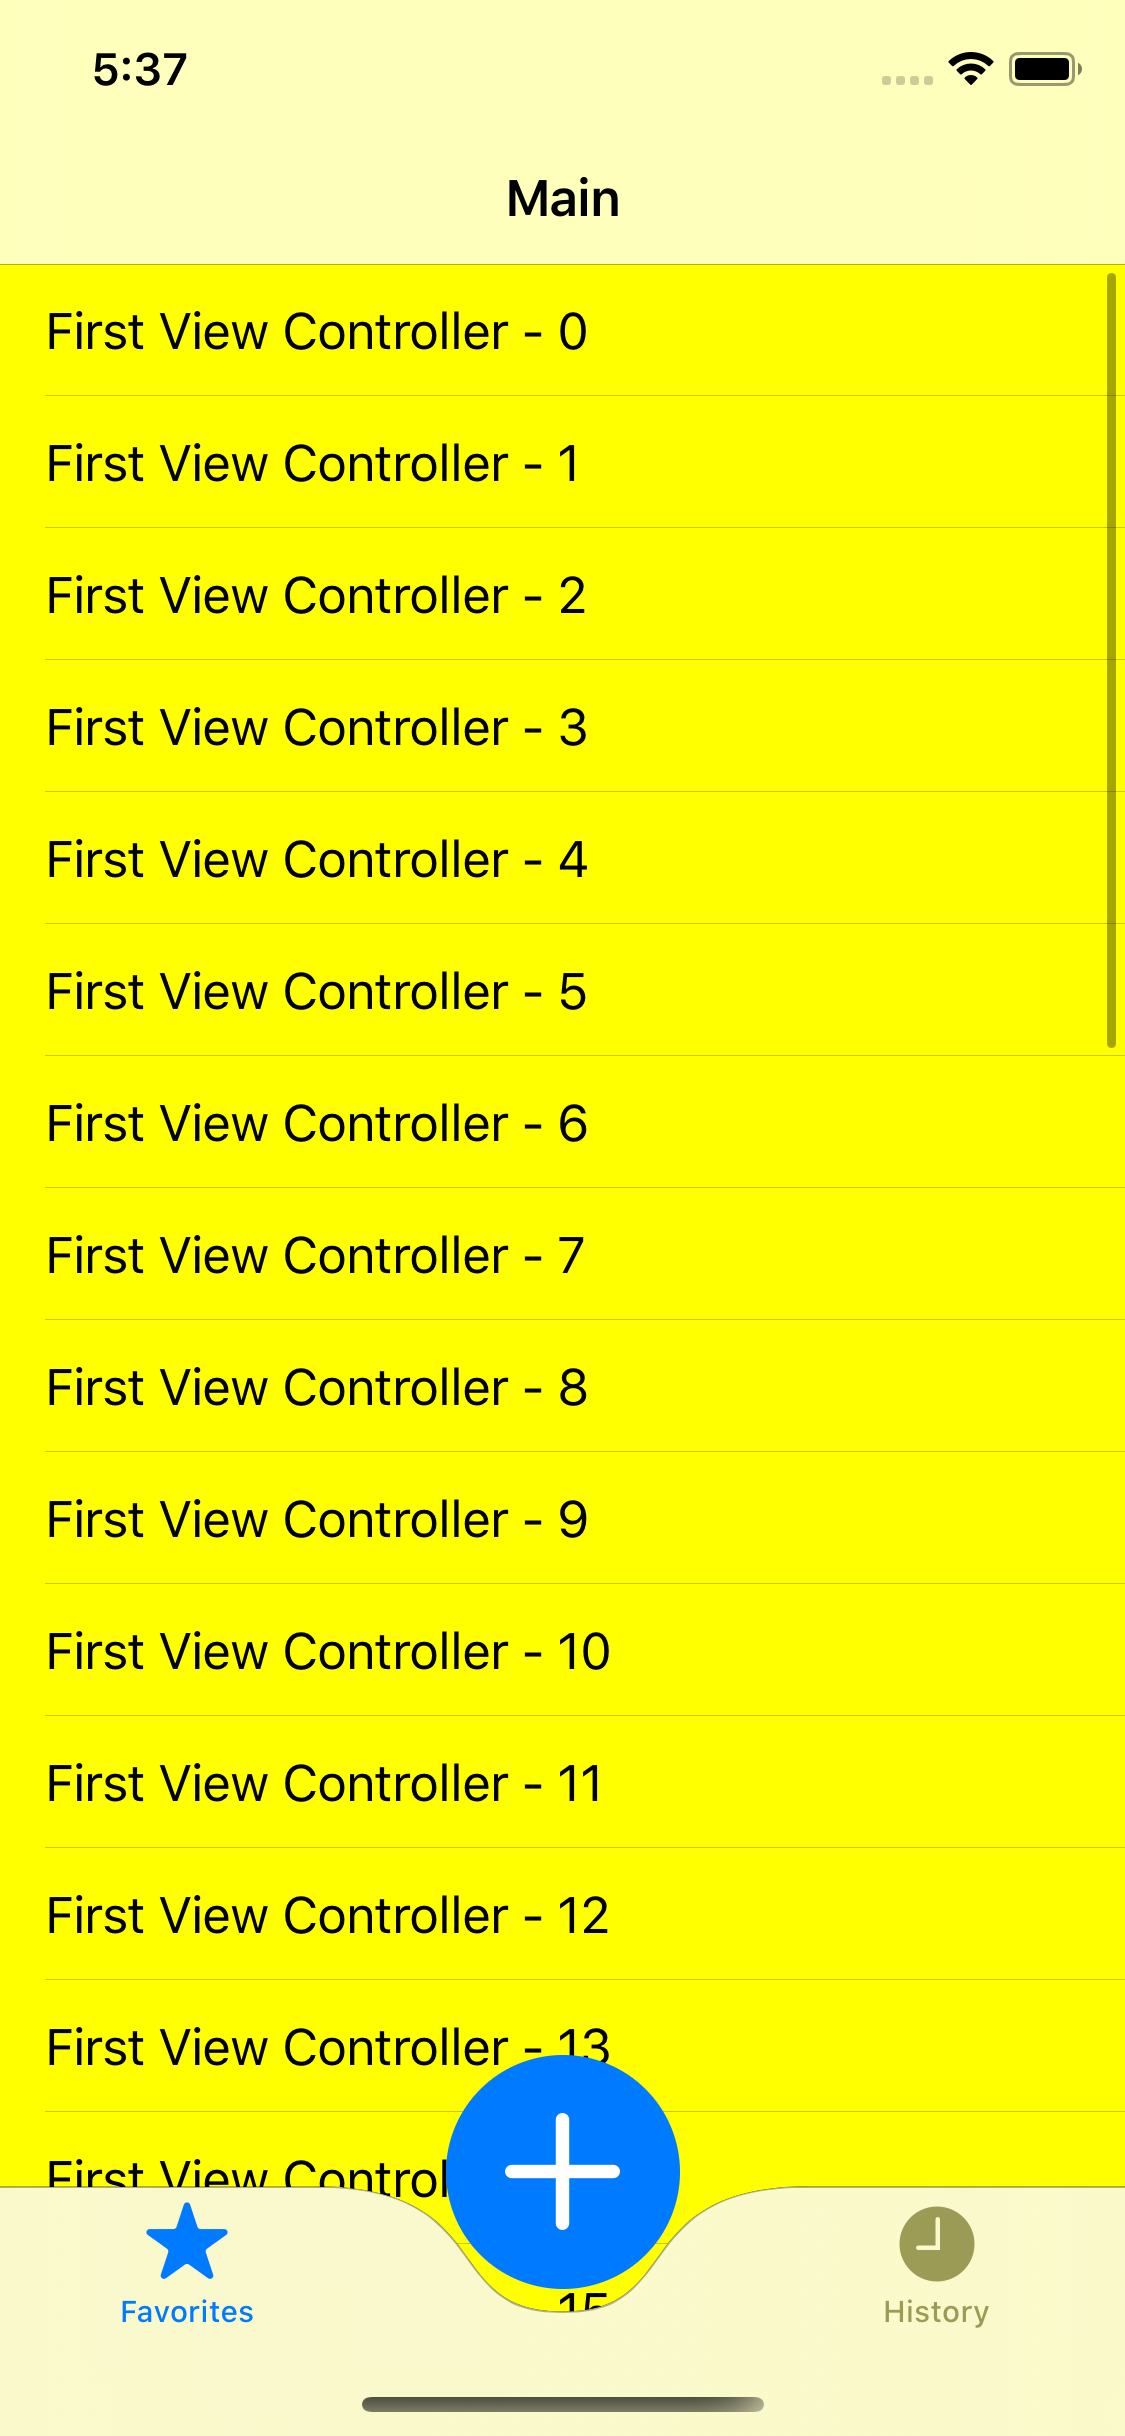 5:37
Main
First View Controller - 0
First View Controller - 1
First View Controller - 2
First View Controller - 3
First View Controller - 4
First View Controller - 5
First View Controller - 6
First View Controller - 7
First View Controller - 8
First View Controller - 9
First View Controller - 10
First View Controller - 11
First View Controller - 12
First View Controller - 13
First View
15
Favorites
History